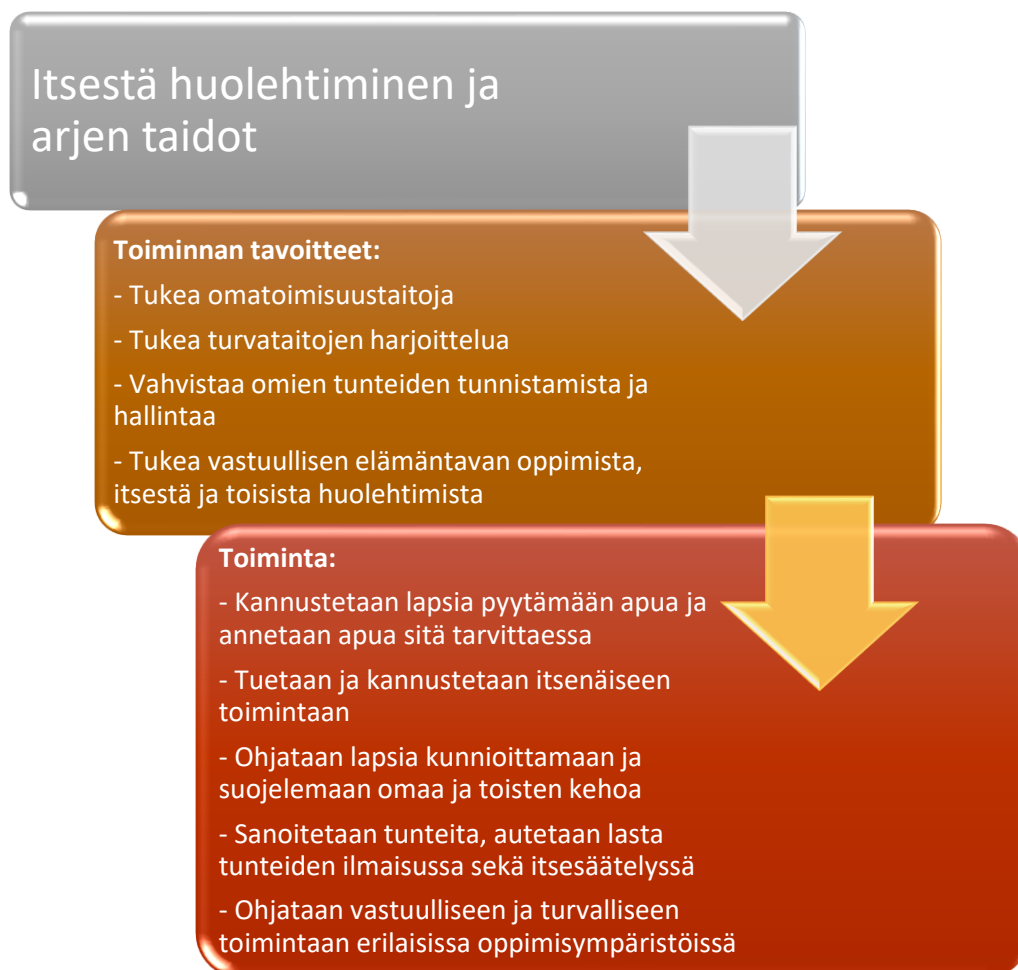 Itsestä huolehtiminen ja
arjen taidot
Toiminnan tavoitteet:
- Tukea omatoimisuustaitoja
- Tukea turvataitojen harjoittelua
- Vahvistaa omien tunteiden tunnistamista ja
hallintaa
- Tukea vastuullisen elämäntavan oppimista,
itsestä ja toisista huolehtimista
Toiminta:
- Kannustetaan lapsia pyytämään apua ja
annetaan apua sitä tarvittaessa
- Tuetaan ja kannustetaan itsenäiseen
toimintaan
- Ohjataan lapsia kunnioittamaan ja
suojelemaan omaa ja toisten kehoa
- Sanoitetaan tunteita, autetaan lasta
tunteiden ilmaisussa sekä itsesäätelyssä
- Ohjataan vastuulliseen ja turvalliseen
toimintaan erilaisissa oppimisympäristöissä